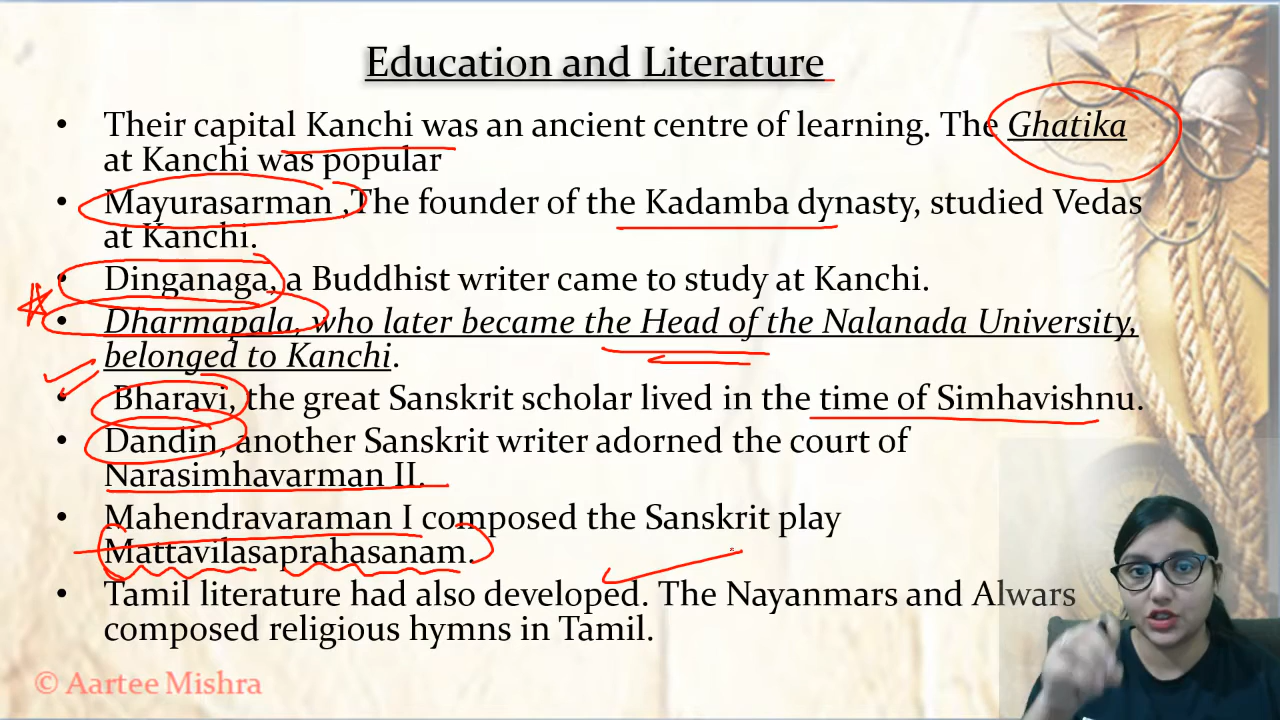 Education and Literature
• Their capital Kanchi was an ancient centre of learning. The Ghatika
at Kanchi was popular
• Mayurasarman ,The founder of the Kadamba dynasty, studied Vedas
at Kanchi.
• Dinganaga, a Buddhist writer came to study at Kanchi.
• Dharmapala, who later became the Head of the Nalanada University,
belonged to Kanchi.
• Bharavi, the great Sanskrit scholar lived in the time of Simhavishnu.
• Dandin, another Sanskrit writer adorned the court of
Narasimhavarman II.
• Mahendravaraman I composed the Sanskrit play
Mattavilasaprahasanam.
• Tamil literature had also developed. The Nayanmars and Alwars
composed religious hymns in Tamil.
© Aartee Mishra